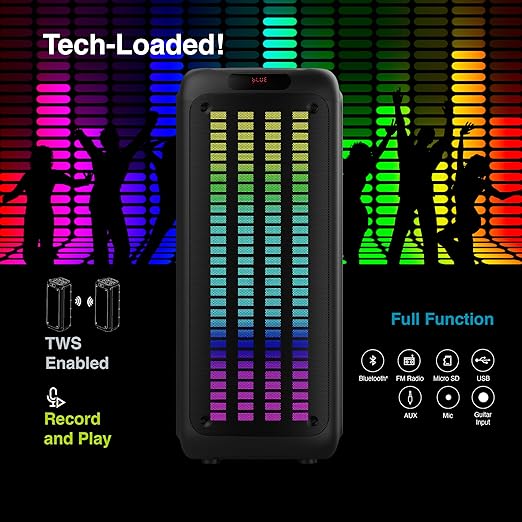 Tech-Loaded!
bLUE
TWS
Enabled
Record
and Play
Full Function
Bluetooth®
FM Radio
Micro SD
USB
AUX
Mic
Guitar
Input